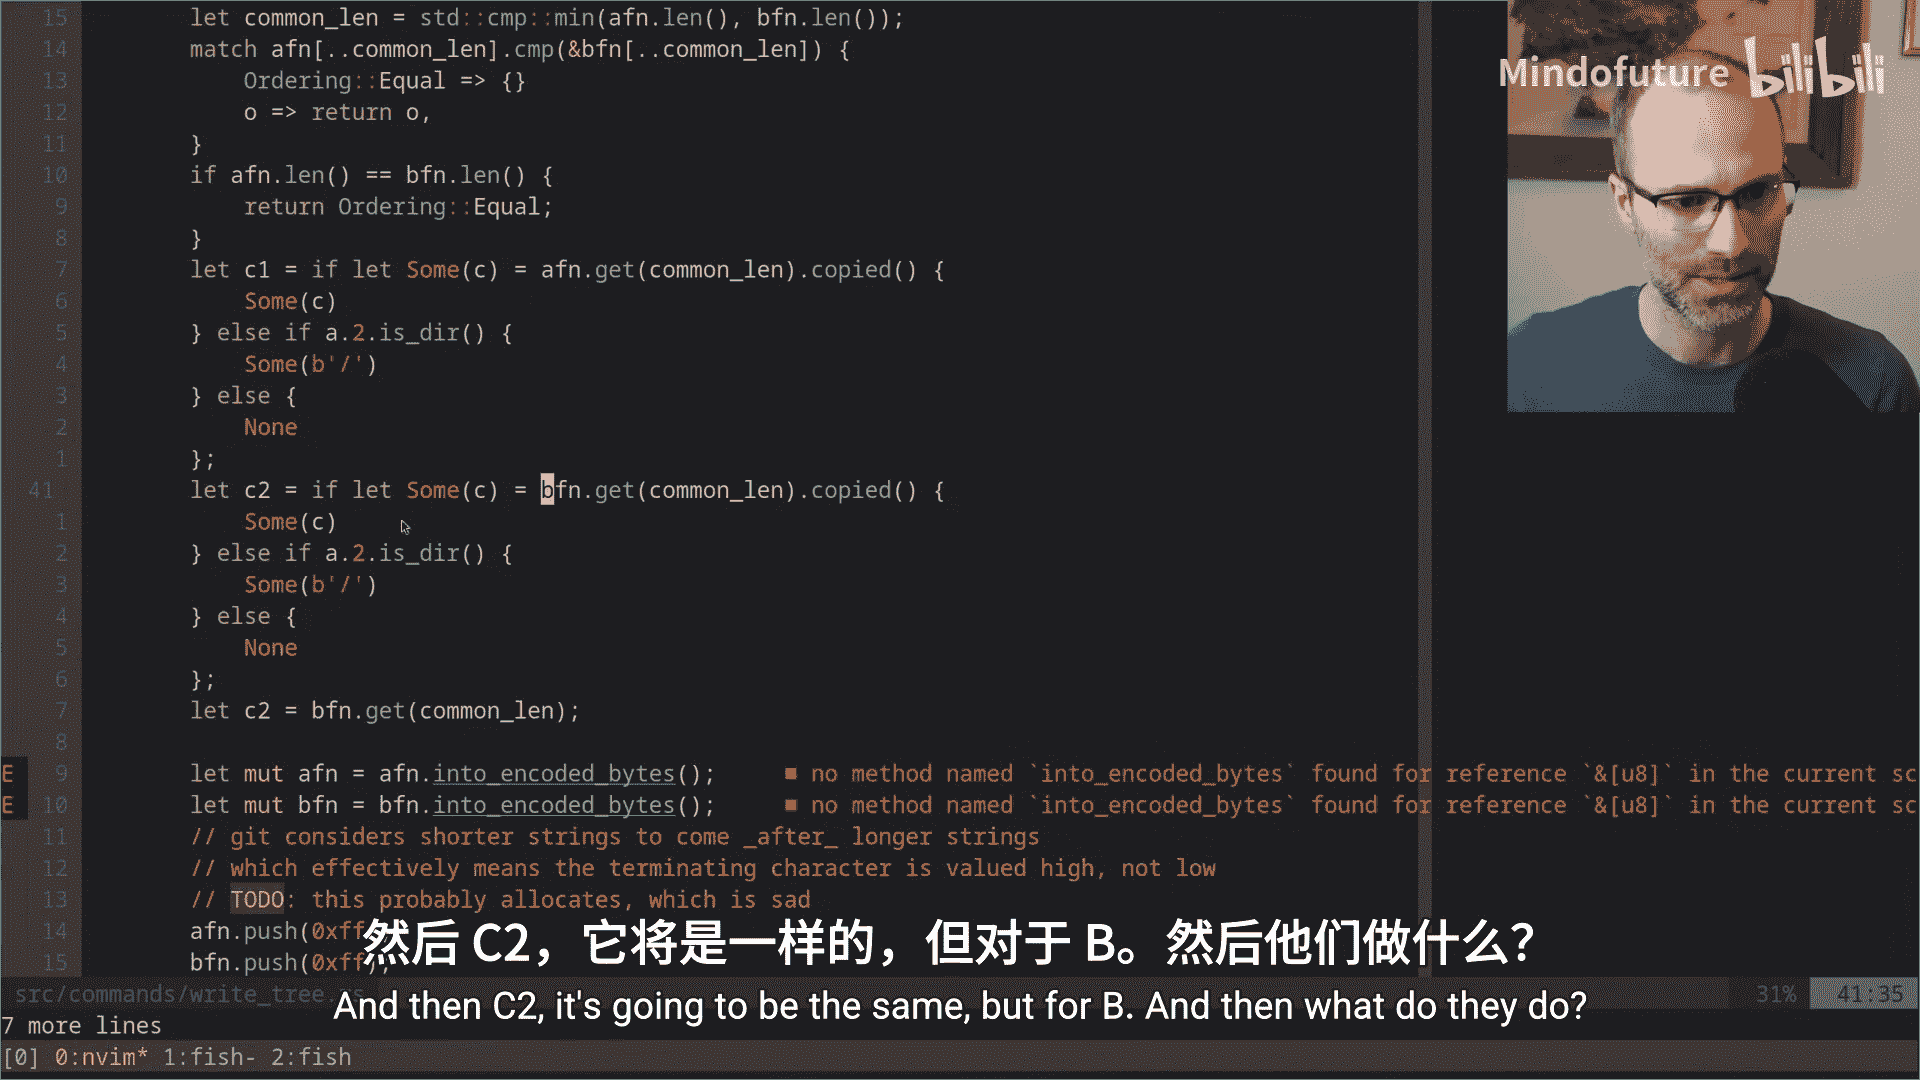 15 let common_len = std::cmp::min(afn.len(), bfn.len());
14 match afn[..common_len].cmp(&bfn[..common_len]) {
13 Ordering::Equal => {}
12 o => return o,
11 }
10 if afn.len() == bfn.len() {
9 return Ordering::Equal;
8 }
7 let c1 = if let Some(c) = afn.get(common_len).copied() {
6 Some(c)
5 } else if a.2.is_dir() {
4 Some(b'/')
3 } else {
2 None
1 };
41 let c2 = if let Some(c) = bfn.get(common_len).copied() {
1 Some(c)
2 } else if a.2.is_dir() {
3 Some(b'/')
4 } else {
5 None
6 };
7 let c2 = bfn.get(common_len);
8
E 9 let mut afn = afn.into_encoded_bytes(); ■ no method named `into_encoded_bytes` found for reference `&[u8]` in the current sc
E 10 let mut bfn = bfn.into_encoded_bytes(); ■ no method named `into_encoded_bytes` found for reference `&[u8]` in the current sc
11 // git considers shorter strings to come _after_ longer strings
12 // which effectively means the terminating character is valued high, not low
13 // TODO: this probably allocates, which is sad
14 afn.push(0xff
15 bfn.push(0xff);
src/commands/write_tree.rs 31% 41:35
7 more lines
[0] 0:nvim* 1:fish- 2:fish
Mindofuture bilibili
然后 C2，它将是一样的，但对于 B。然后他们做什么？
And then C2, it's going to be the same, but for B. And then what do they do?